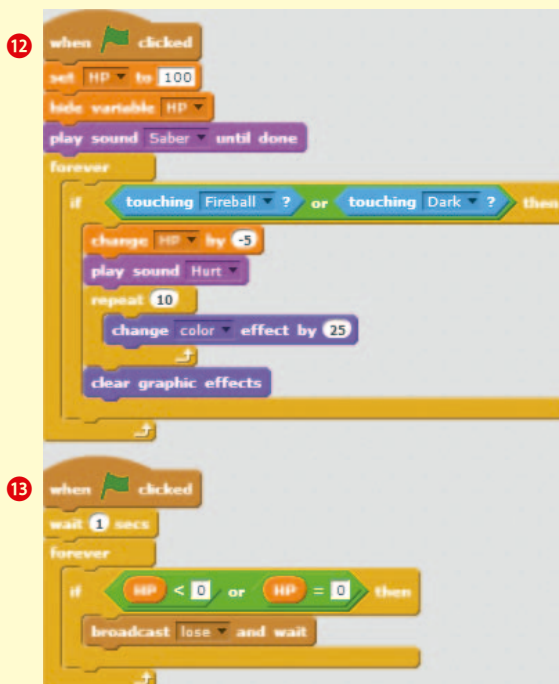 12
when clicked
set HP to 100
hide variable HP
play sound Saber until done
forever
if touching Fireball ? or touching Dark ? then
change HP by -5
play sound Hurt
repeat 10
change color effect by 25
clear graphic effects
13
when clicked
wait 1 secs
forever
if HP < 0 or HP = 0 then
broadcast lose and wait